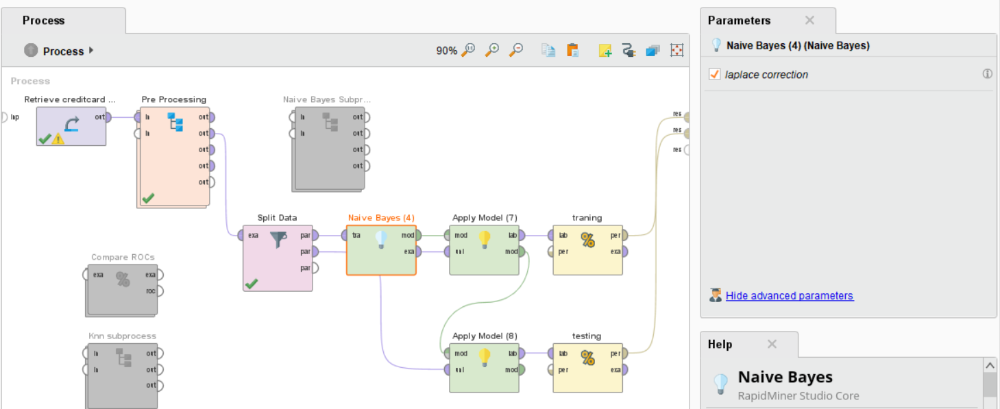 Process
Parameters
Process
90%
Naive Bayes (4) (Naive Bayes)
laplace correction
Process
Retrieve creditcard ...
Pre Processing
Naive Bayes Subpr...
inp
out
in
out
in
out
res
in
out
in
out
res
out
out
res
out
out
out
Split Data
Naive Bayes (4)
Apply Model (7)
traning
exa
par
tra
mod
mod
lab
lab
per
par
exa
unl
mod
per
exa
par
Compare ROCs
exa
exa
roc
Hide advanced parameters
Knn subprocess
Apply Model (8)
testing
in
out
mod
lab
lab
per
in
out
unl
mod
per
exa
out
Help
Naive Bayes
RapidMiner Studio Core